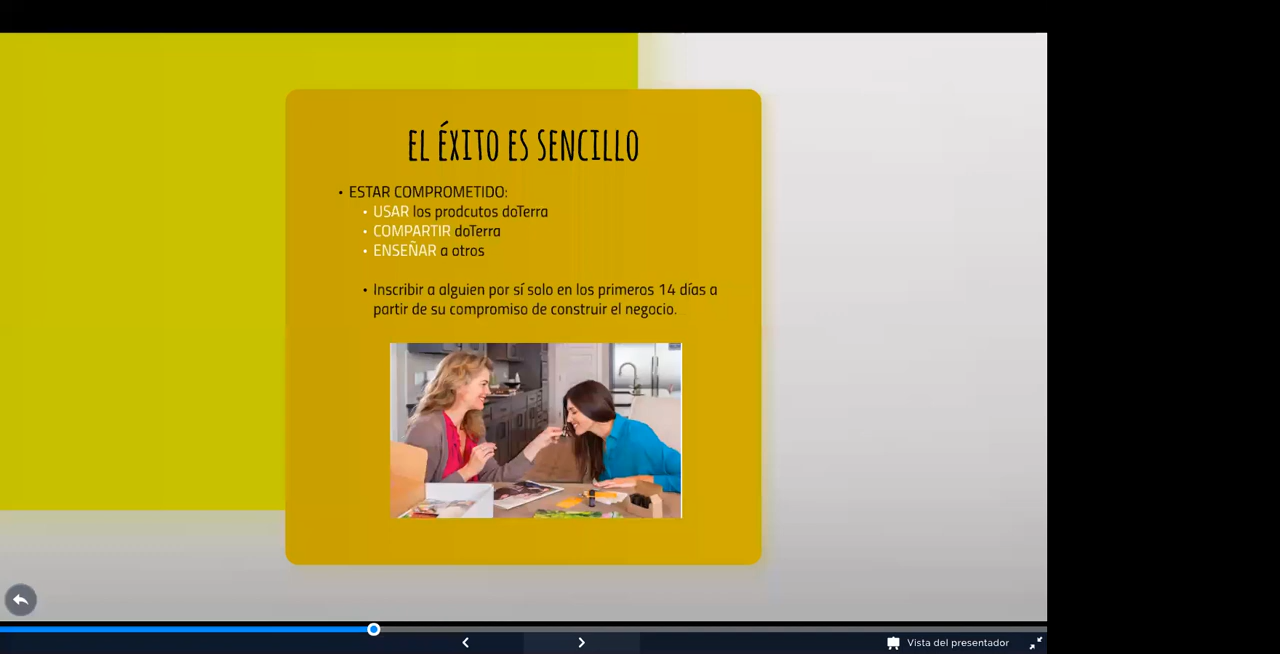 EL ÉXITO ES SENCILLO
• ESTAR COMPROMETIDO:
• USAR los prodcutos doTerra
• COMPARTIR doTerra
• ENSEÑAR a otros
• Inscribir a alguien por sí solo en los primeros 14 días a
partir de su compromiso de construir el negocio.
Vista del presentador